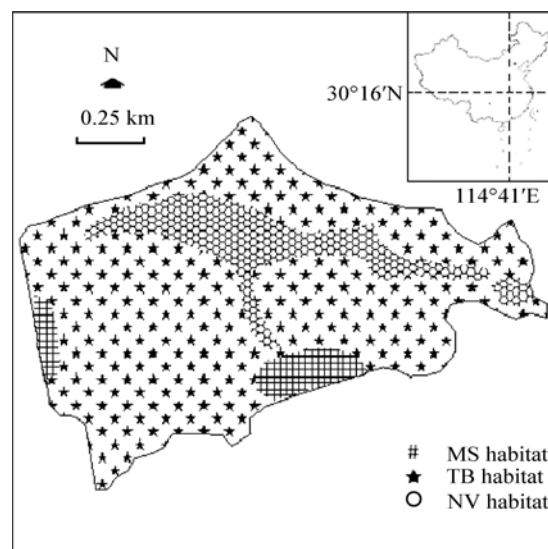 N
0.25 km
30°16′N
114°41′E
# MS habitat
★ TB habitat
○ NV habitat